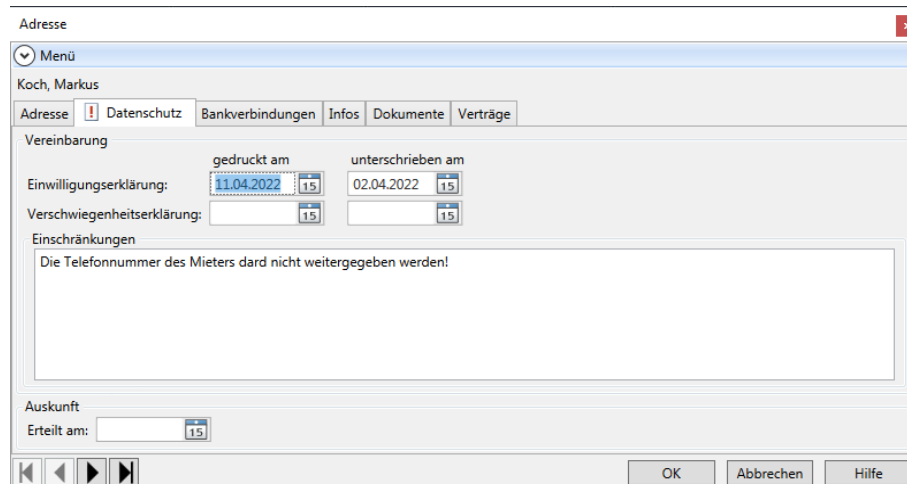 Adresse
Menü
Koch, Markus
Adresse ! Datenschutz Bankverbindungen Infos Dokumente Verträge
Vereinbarung
gedruckt am unterschrieben am
Einwilligungserklärung: 11.04.2022 15 02.04.2022 15
Verschwiegenheitserklärung: 15 15
Einschränkungen
Die Telefonnummer des Mieters dard nicht weitergegeben werden!
Auskunft
Erteilt am: 15
OK Abbrechen Hilfe